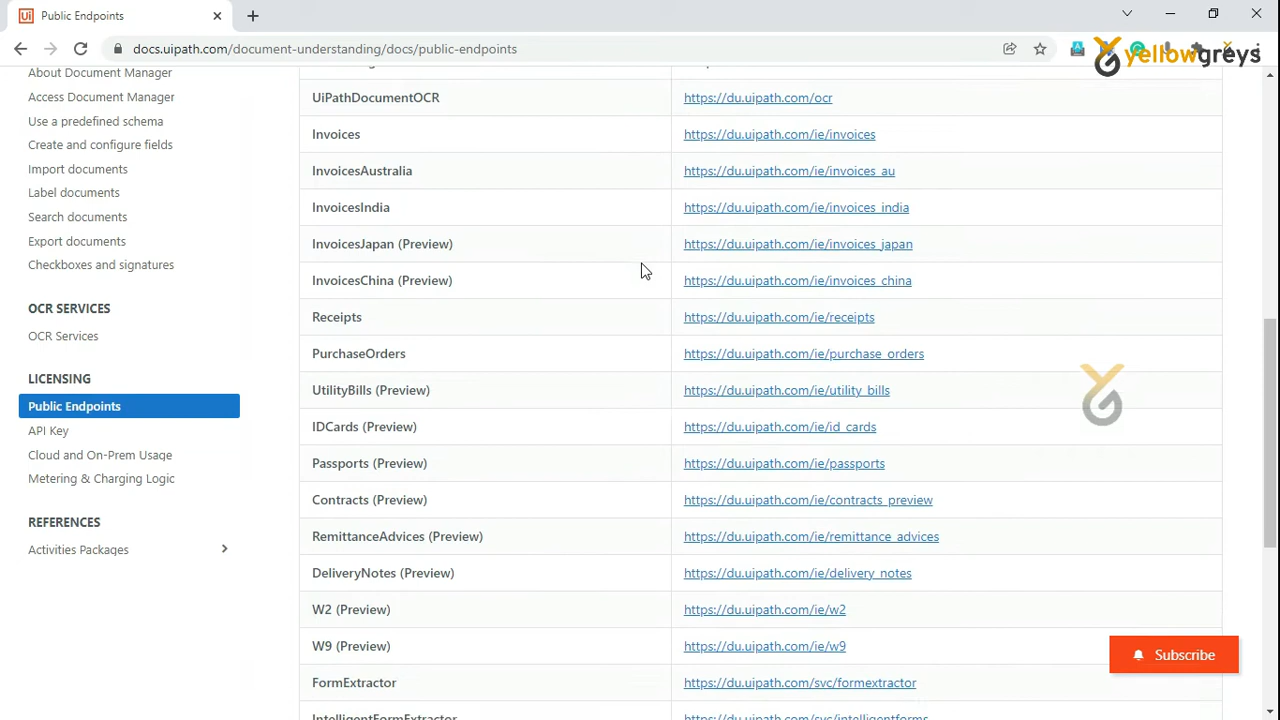 Public Endpoints
docs.uipath.com/document-understanding/docs/public-endpoints
yellowgreys
About Document Manager
Access Document Manager
Use a predefined schema
Create and configure fields
Import documents
Label documents
Search documents
Export documents
Checkboxes and signatures
OCR SERVICES
OCR Services
LICENSING
Public Endpoints
API Key
Cloud and On-Prem Usage
Metering & Charging Logic
REFERENCES
Activities Packages
UiPathDocumentOCR https://du.uipath.com/ocr
Invoices https://du.uipath.com/ie/invoices
InvoicesAustralia https://du.uipath.com/ie/invoices_au
InvoicesIndia https://du.uipath.com/ie/invoices_india
InvoicesJapan (Preview) https://du.uipath.com/ie/invoices_japan
InvoicesChina (Preview) https://du.uipath.com/ie/invoices_china
Receipts https://du.uipath.com/ie/receipts
PurchaseOrders https://du.uipath.com/ie/purchase_orders
UtilityBills (Preview) https://du.uipath.com/ie/utility_bills
IDCards (Preview) https://du.uipath.com/ie/id_cards
Passports (Preview) https://du.uipath.com/ie/passports
Contracts (Preview) https://du.uipath.com/ie/contracts_preview
RemittanceAdvices (Preview) https://du.uipath.com/ie/remittance_advices
DeliveryNotes (Preview) https://du.uipath.com/ie/delivery_notes
W2 (Preview) https://du.uipath.com/ie/w2
W9 (Preview) https://du.uipath.com/ie/w9
FormExtractor https://du.uipath.com/svc/formextractor
IntelligentFormExtractor https://du.uipath.com/svc/intelligentforms
Subscribe